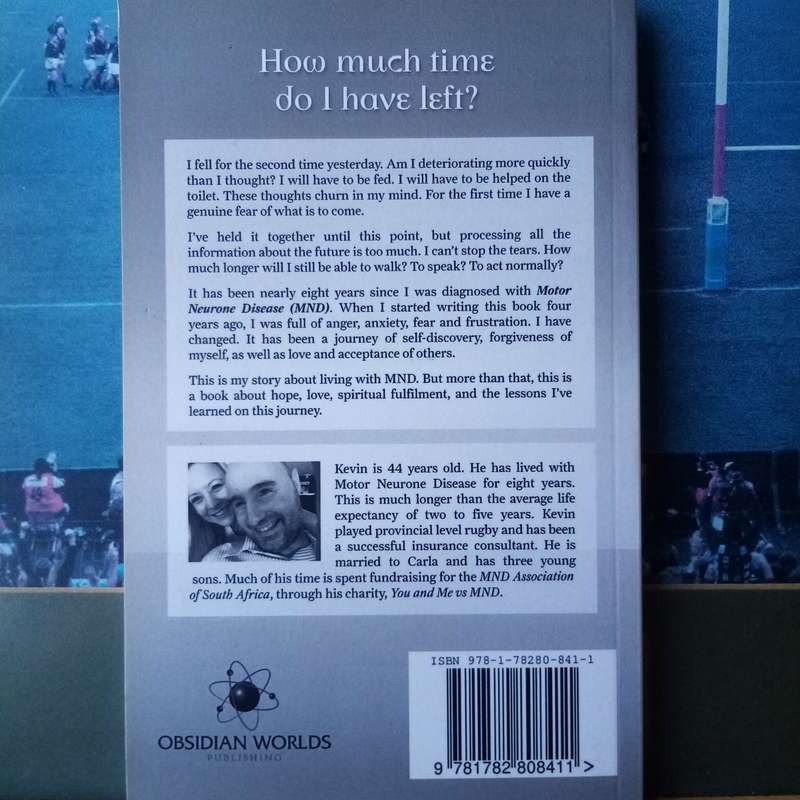 How much time
do I have left?
I fell for the second time yesterday. Am I deteriorating more quickly
than I thought? I will have to be fed. I will have to be helped on the
toilet. These thoughts churn in my mind. For the first time I have a
genuine fear of what is to come.
I've held it together until this point, but processing all the
information about the future is too much. I can't stop the tears. How
much longer will I still be able to walk? To speak? To act normally?
It has been nearly eight years since I was diagnosed with Motor
Neurone Disease (MND). When I started writing this book four
years ago, I was full of anger, anxiety, fear and frustration. I have
changed. It has been a journey of self-discovery, forgiveness of
myself, as well as love and acceptance of others.
This is my story about living with MND. But more than that, this is
a book about hope, love, spiritual fulfilment, and the lessons I've
learned on this journey.
Kevin is 44 years old. He has lived with
Motor Neurone Disease for eight years.
This is much longer than the average life
expectancy of two to five years. Kevin
played provincial level rugby and has been
a successful insurance consultant. He is
married to Carla and has three young
sons. Much of his time is spent fundraising for the MND Association
of South Africa, through his charity, You and Me vs MND.
OBSIDIAN WORLDS
PUBLISHING
ISBN 978-1-78280-841-1
9 781782 808411 >